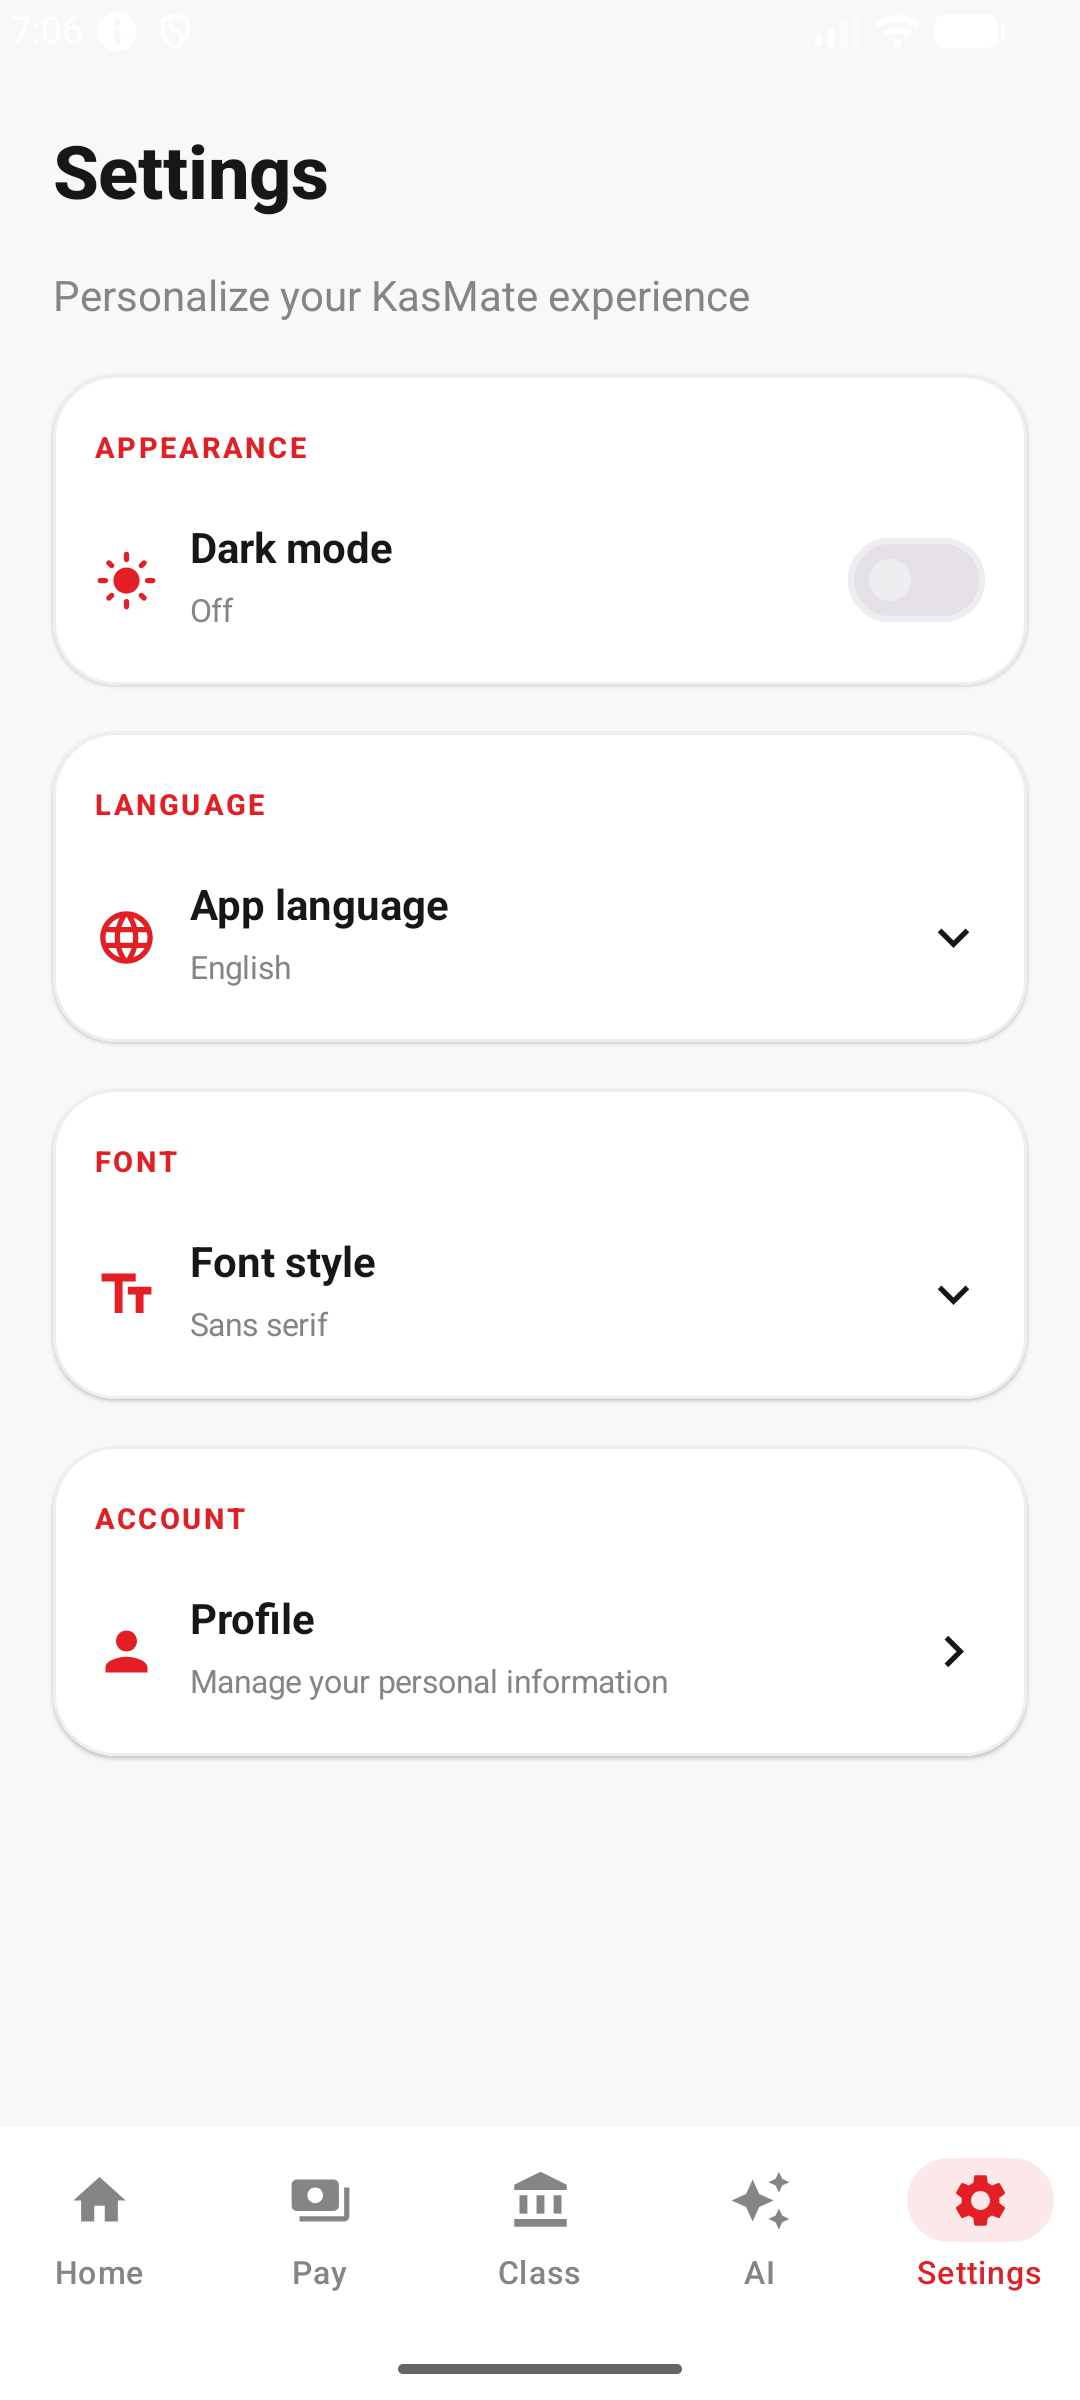 7:06
Settings
Personalize your KasMate experience
APPEARANCE
Dark mode
Off
LANGUAGE
App language
English
FONT
Font style
Sans serif
ACCOUNT
Profile
Manage your personal information
Home
Pay
Class
AI
Settings